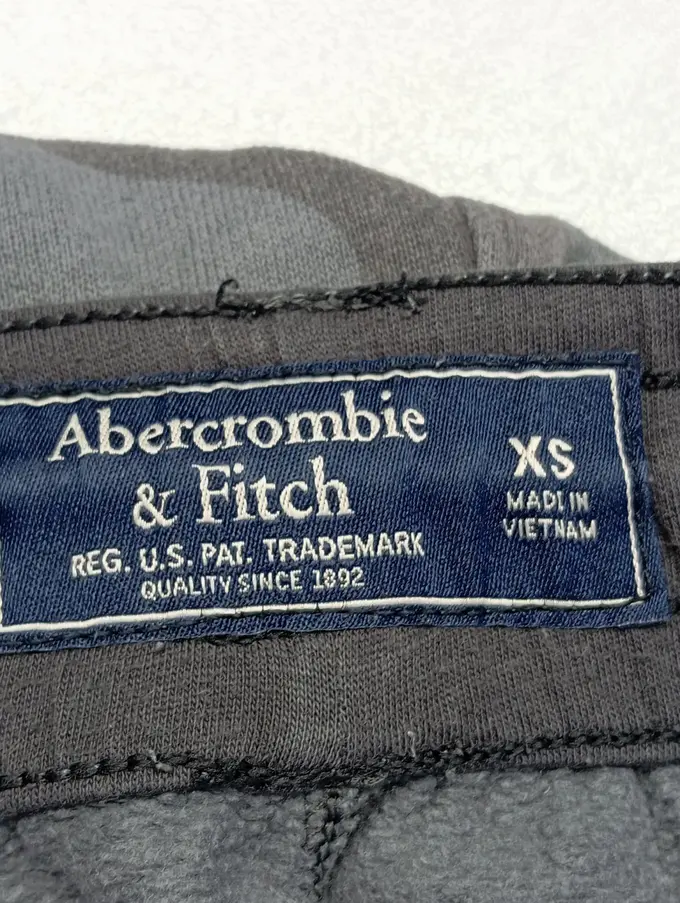 Abercrombie
& Fitch
REG. U.S. PAT. TRADEMARK
QUALITY SINCE 1892
XS
MADE IN
VIETNAM